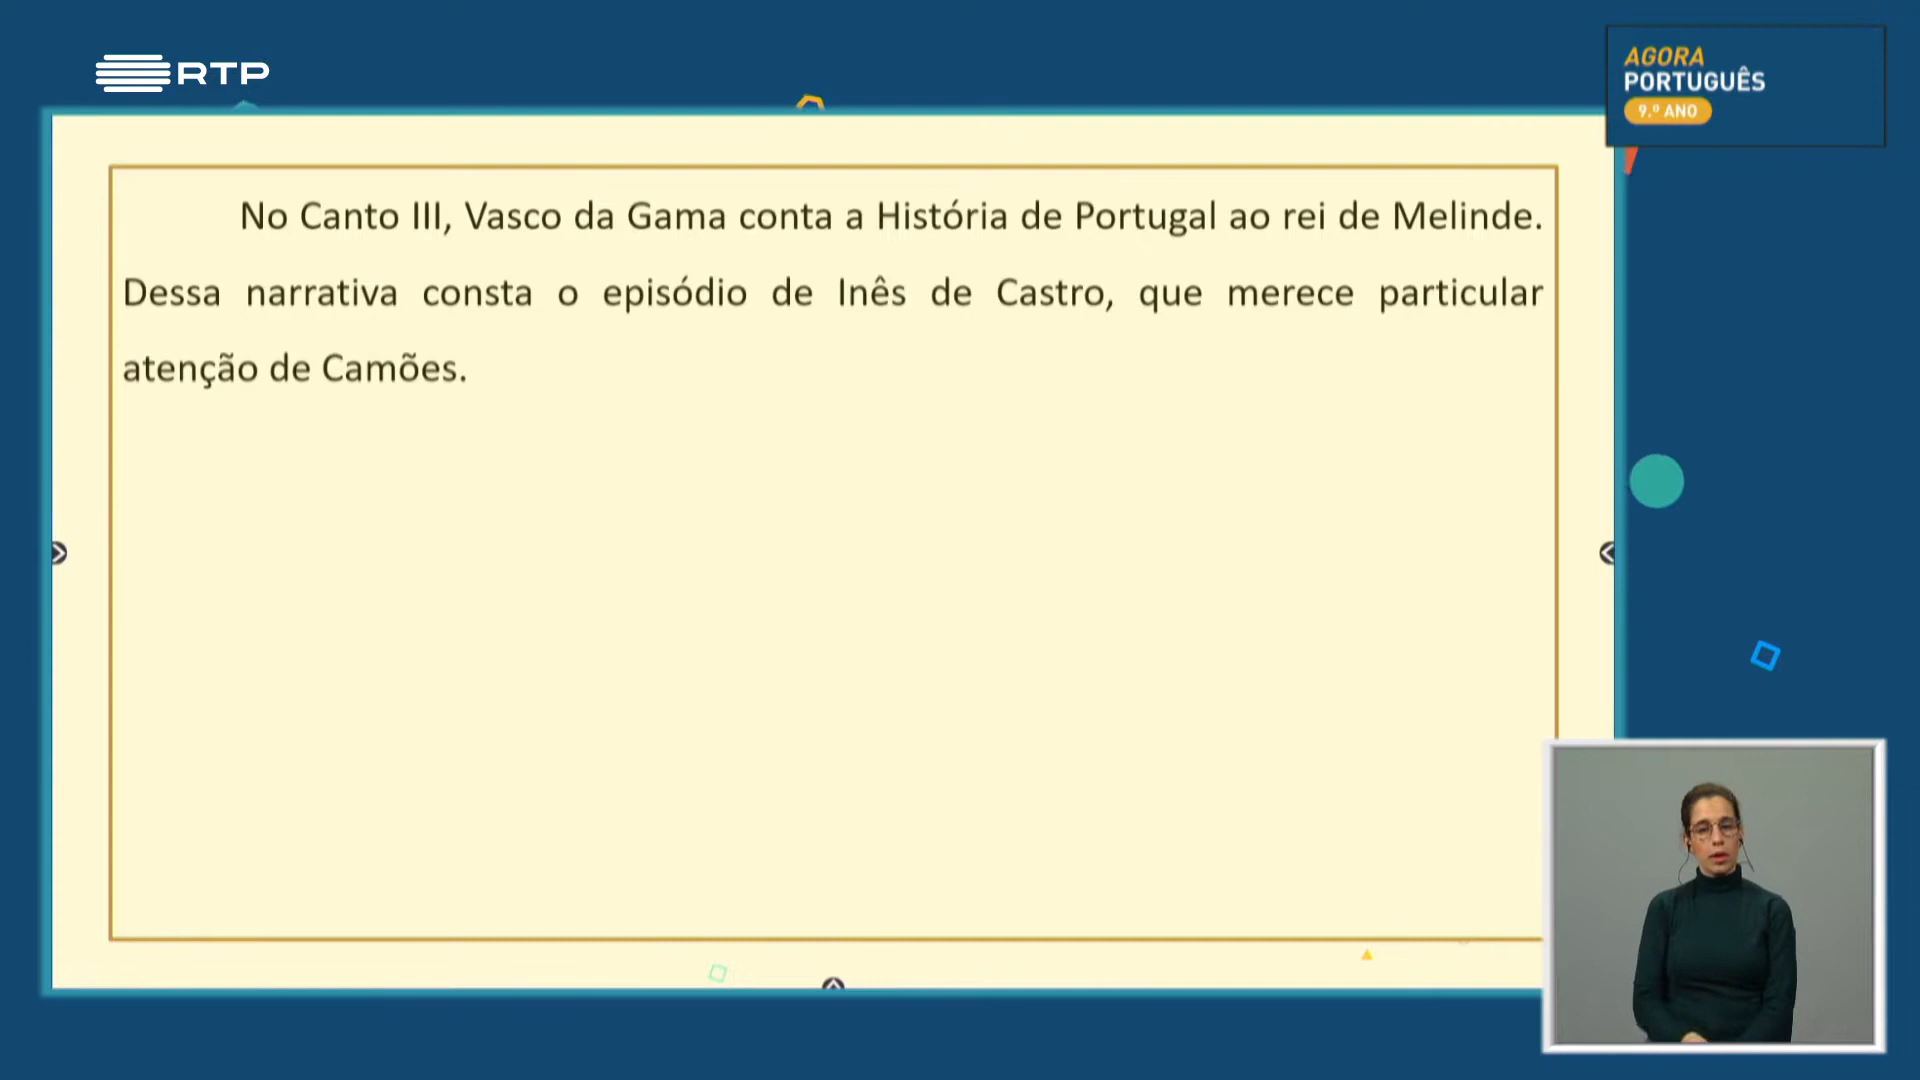 RTP
AGORA
PORTUGUÊS
9.º ANO
No Canto III, Vasco da Gama conta a História de Portugal ao rei de Melinde.
Dessa narrativa consta o episódio de Inês de Castro, que merece particular
atenção de Camões.